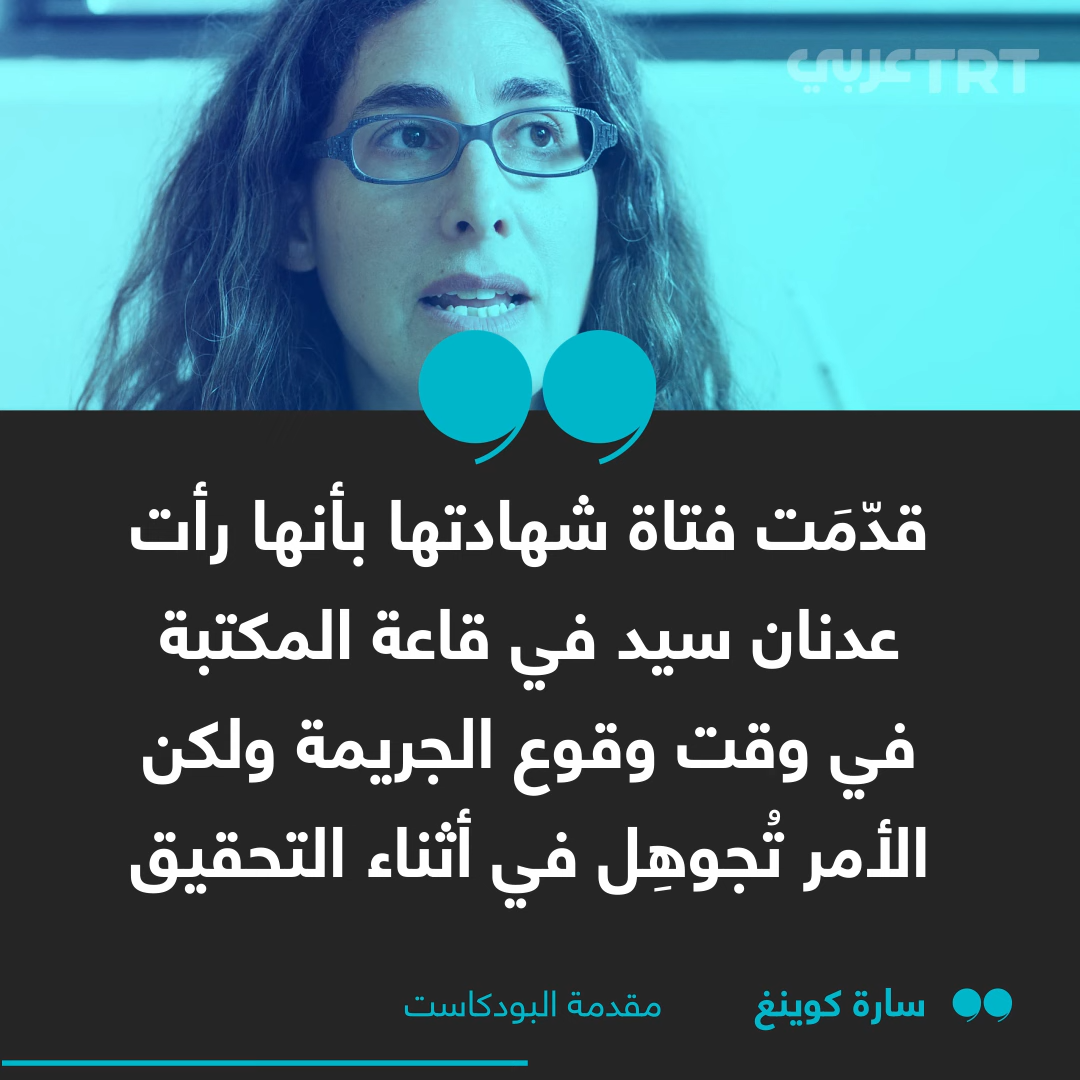 TRT عربي
قدّمَت فتاة شهادتها بأنها رأت
عدنان سيد في قاعة المكتبة
في وقت وقوع الجريمة ولكن
الأمر تُجوهِل في أثناء التحقيق
سارة كوينغ
مقدمة البودكاست